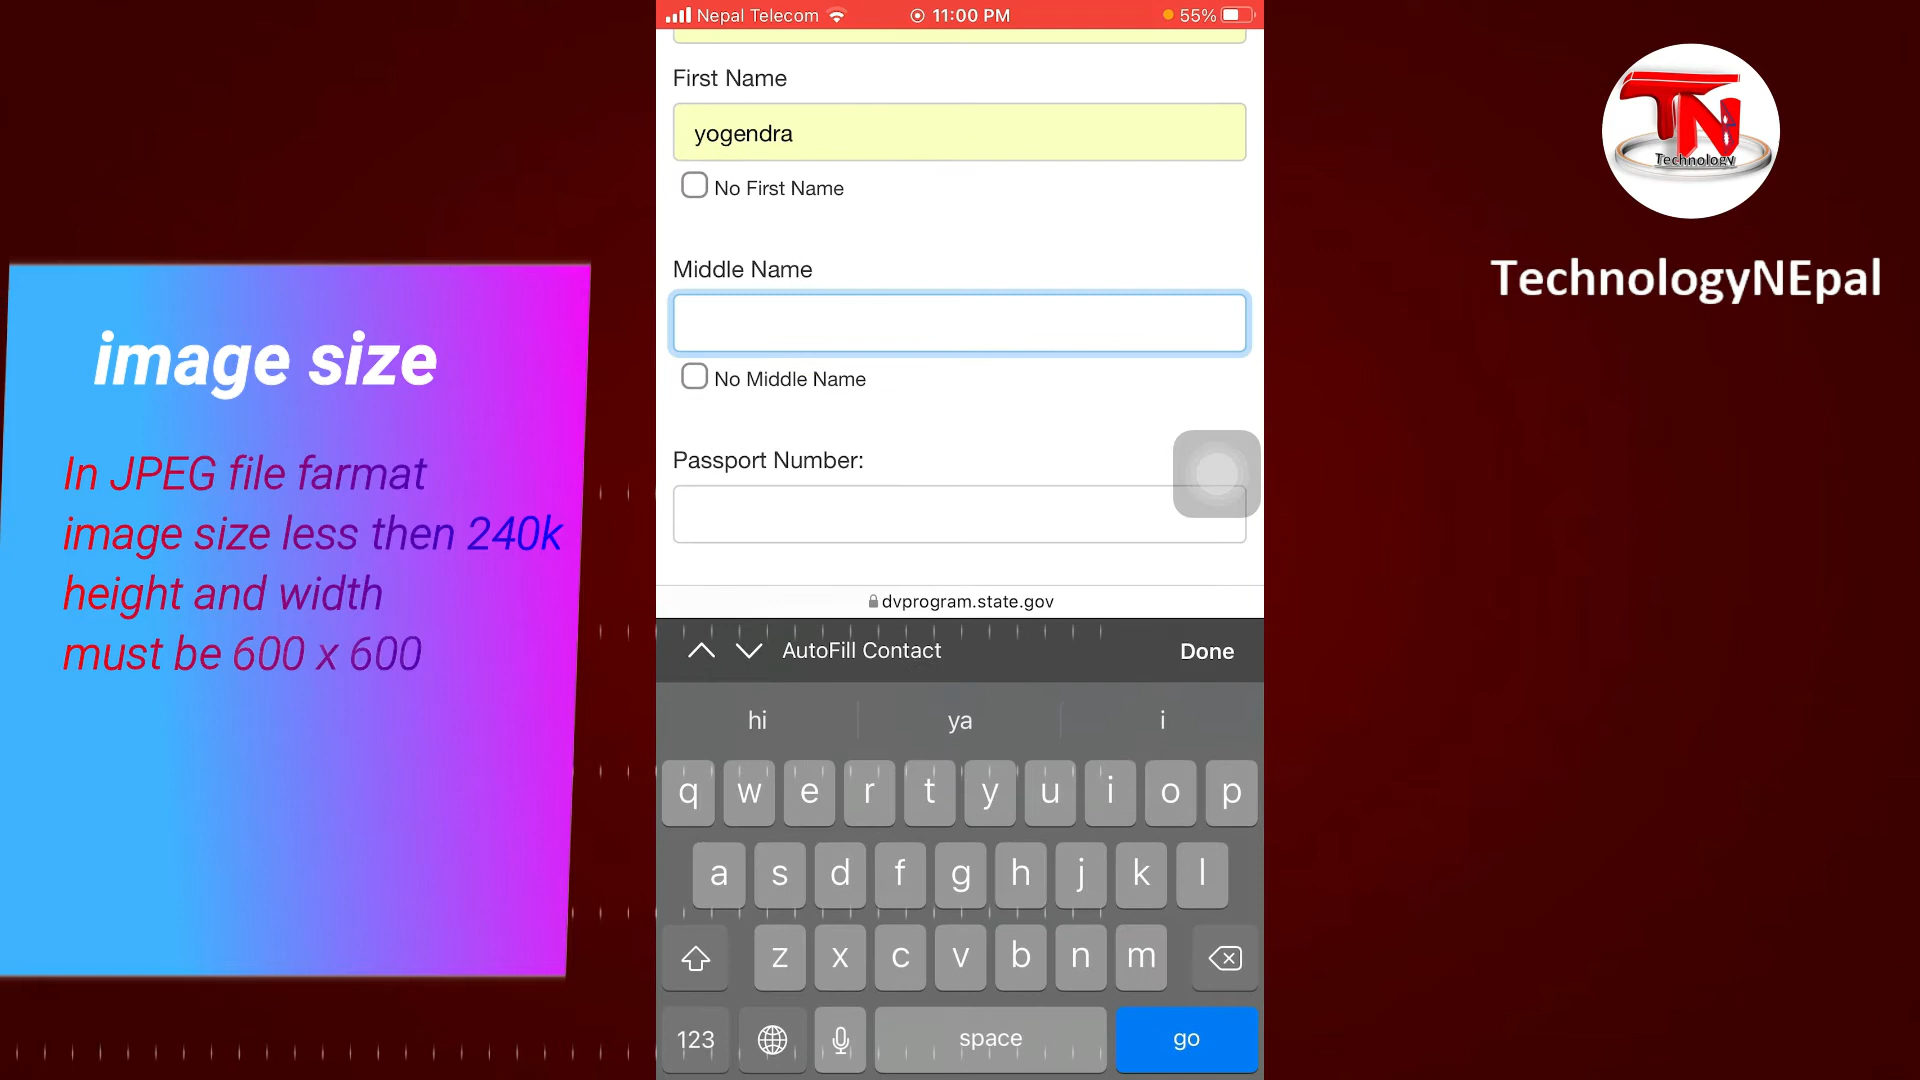 image size
In JPEG file farmat
image size less then 240k
height and width
must be 600 x 600
Nepal Telecom
11:00 PM
55%
First Name
yogendra
No First Name
Middle Name
No Middle Name
Passport Number:
dvprogram.state.gov
AutoFill Contact
Done
hi ya i
q w e r t y u i o p
a s d f g h j k l
z x c v b n m
123 space go
TN
Technology
TechnologyNEpal